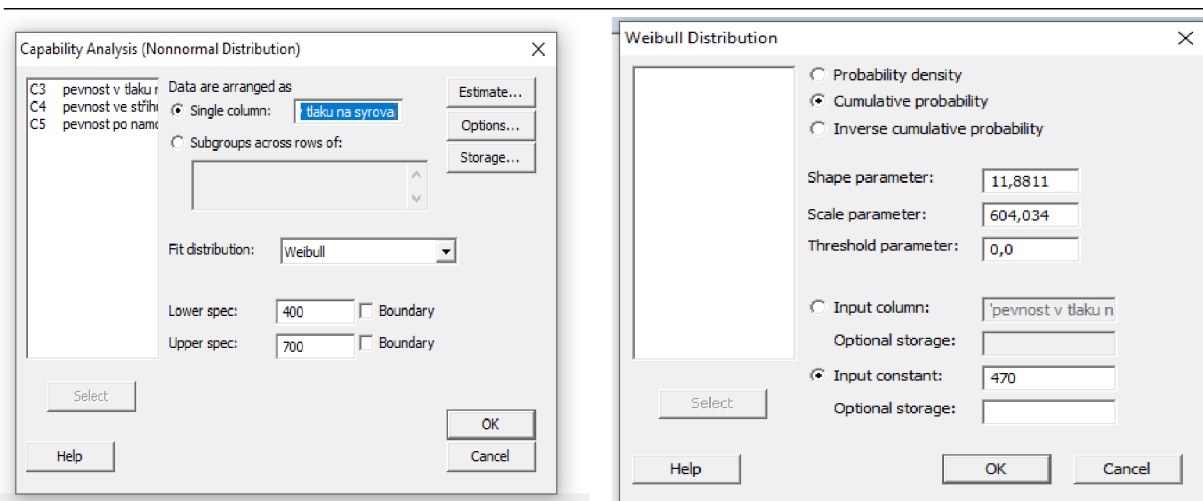 Capability Analysis (Nonnormal Distribution)
C3 pevnost v tlaku r
C4 pevnost ve střihu
C5 pevnost po namo
Data are arranged as
Single column: tlaku na syrova
Subgroups across rows of:
Estimate...
Options...
Storage...
Fit distribution: Weibull
Lower spec: 400 Boundary
Upper spec: 700 Boundary
Select
OK
Help
Cancel
Weibull Distribution
Probability density
Cumulative probability
Inverse cumulative probability
Shape parameter: 11,8811
Scale parameter: 604,034
Threshold parameter: 0,0
Input column: 'pevnost v tlaku n
Optional storage:
Input constant: 470
Optional storage:
Select
Help
OK
Cancel